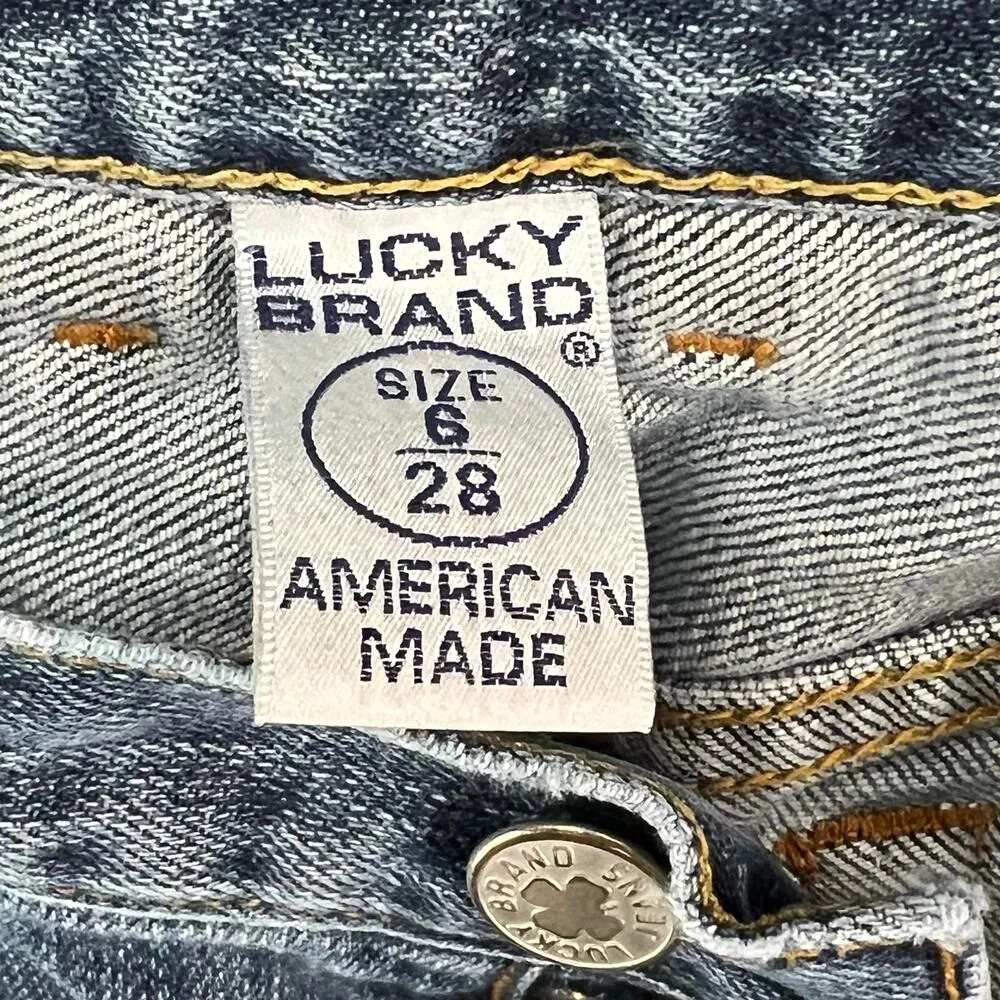 LUCKY
BRAND
®
SIZE
6
28
AMERICAN
MADE
LUCKY BRAND JEANS